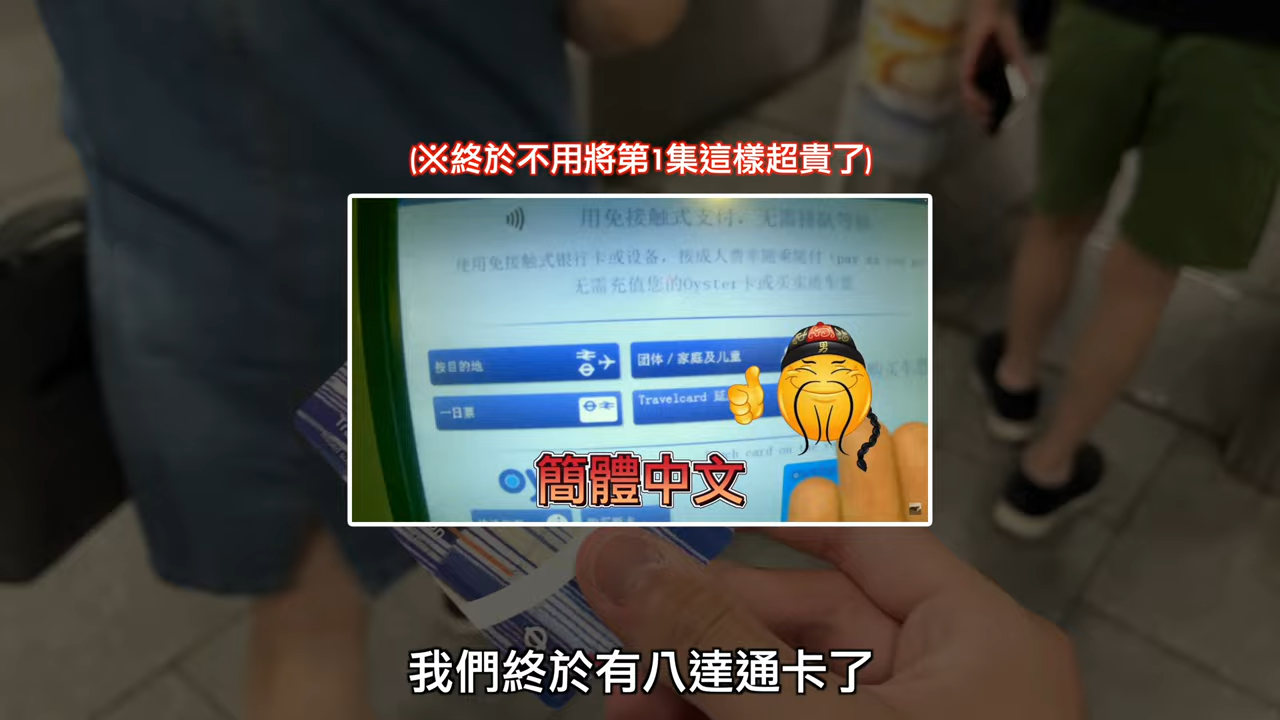 (※終於不用將第1集這樣超貴了)
用免接触式支付．无需排队等候
使用免接触式银行卡或设备，按成人费率随乘随付
无需充值您的Oyster卡或买实质车票
按目的地
团体 / 家庭及儿童
一日票
Travelcard
男
簡體中文
我們終於有八達通卡了